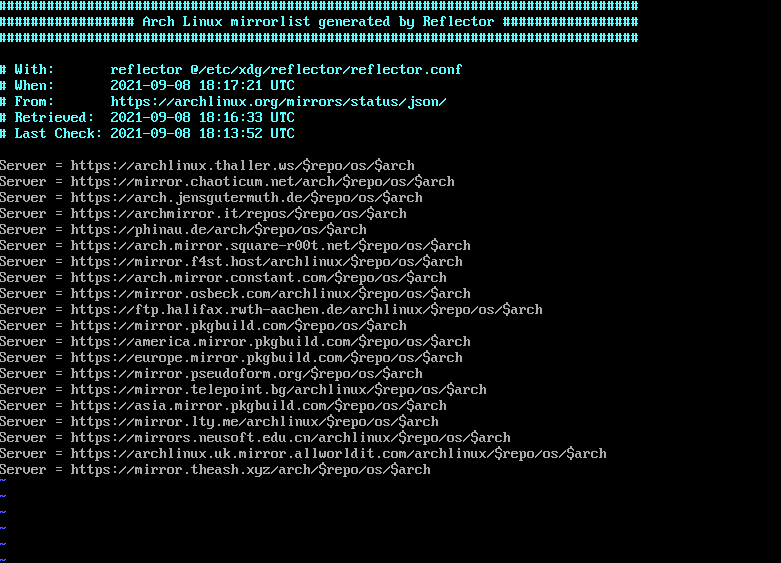 ################################################################################
################# Arch Linux mirrorlist generated by Reflector #################
################################################################################
# With:       reflector @/etc/xdg/reflector/reflector.conf
# When:       2021-09-08 18:17:21 UTC
# From:       https://archlinux.org/mirrors/status/json/
# Retrieved:  2021-09-08 18:16:33 UTC
# Last Check: 2021-09-08 18:13:52 UTC
Server = https://archlinux.thaller.ws/$repo/os/$arch
Server = https://mirror.chaoticum.net/arch/$repo/os/$arch
Server = https://arch.jensgutermuth.de/$repo/os/$arch
Server = https://archmirror.it/repos/$repo/os/$arch
Server = https://phinau.de/arch/$repo/os/$arch
Server = https://arch.mirror.square-r00t.net/$repo/os/$arch
Server = https://mirror.f4st.host/archlinux/$repo/os/$arch
Server = https://arch.mirror.constant.com/$repo/os/$arch
Server = https://mirror.osbeck.com/archlinux/$repo/os/$arch
Server = https://ftp.halifax.rwth-aachen.de/archlinux/$repo/os/$arch
Server = https://mirror.pkgbuild.com/$repo/os/$arch
Server = https://america.mirror.pkgbuild.com/$repo/os/$arch
Server = https://europe.mirror.pkgbuild.com/$repo/os/$arch
Server = https://mirror.pseudoform.org/$repo/os/$arch
Server = https://mirror.telepoint.bg/archlinux/$repo/os/$arch
Server = https://asia.mirror.pkgbuild.com/$repo/os/$arch
Server = https://mirror.lty.me/archlinux/$repo/os/$arch
Server = https://mirrors.neusoft.edu.cn/archlinux/$repo/os/$arch
Server = https://archlinux.uk.mirror.allworldit.com/archlinux/$repo/os/$arch
Server = https://mirror.theash.xyz/arch/$repo/os/$arch
~
~
~
~
~
~